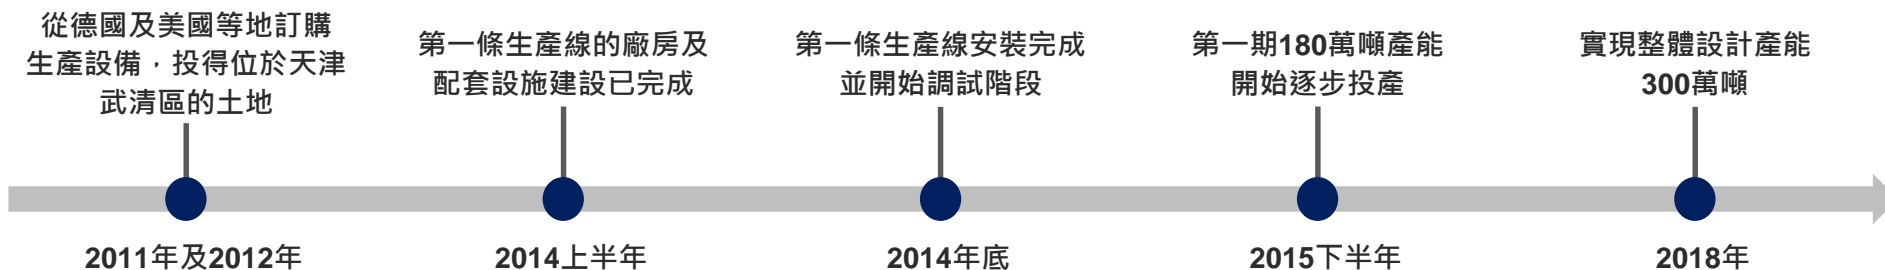 從德國及美國等地訂購
生產設備，投得位於天津
武清區的土地
第一條生產線的廠房及
配套設施建設已完成
第一條生產線安裝完成
並開始調試階段
第一期180萬噸產能
開始逐步投產
實現整體設計產能
300萬噸
2011年及2012年
2014上半年
2014年底
2015下半年
2018年